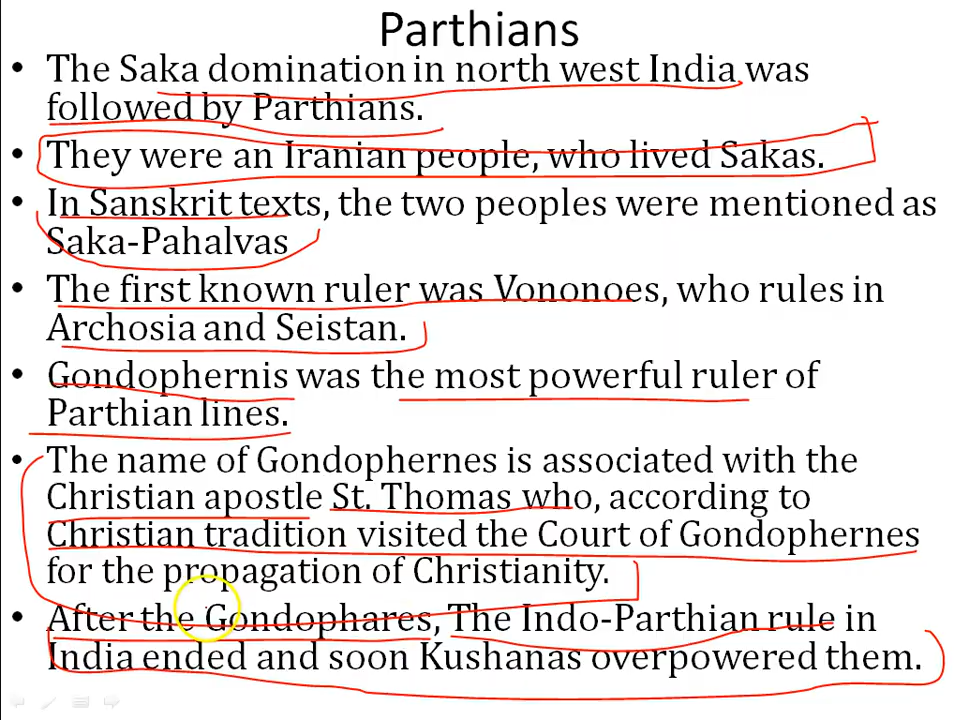 Parthians
• The Saka domination in north west India was
followed by Parthians.
• They were an Iranian people, who lived Sakas.
• In Sanskrit texts, the two peoples were mentioned as
Saka-Pahalvas
• The first known ruler was Vononoes, who rules in
Archosia and Seistan.
• Gondophernis was the most powerful ruler of
Parthian lines.
• The name of Gondophernes is associated with the
Christian apostle St. Thomas who, according to
Christian tradition visited the Court of Gondophernes
for the propagation of Christianity.
• After the Gondophares, The Indo-Parthian rule in
India ended and soon Kushanas overpowered them.